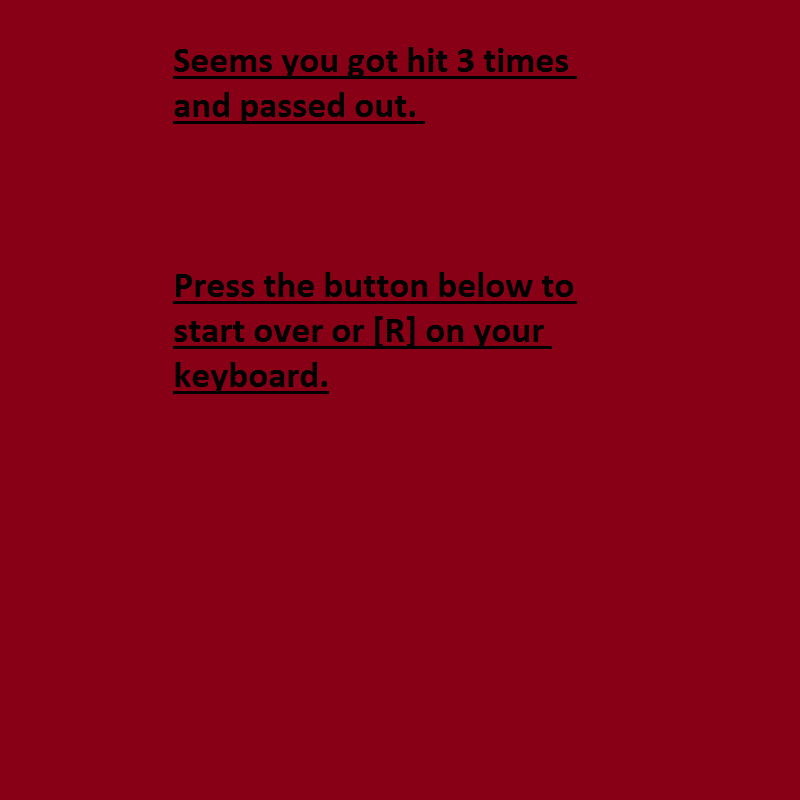 Seems you got hit 3 times
and passed out.
Press the button below to
start over or [R] on your
keyboard.